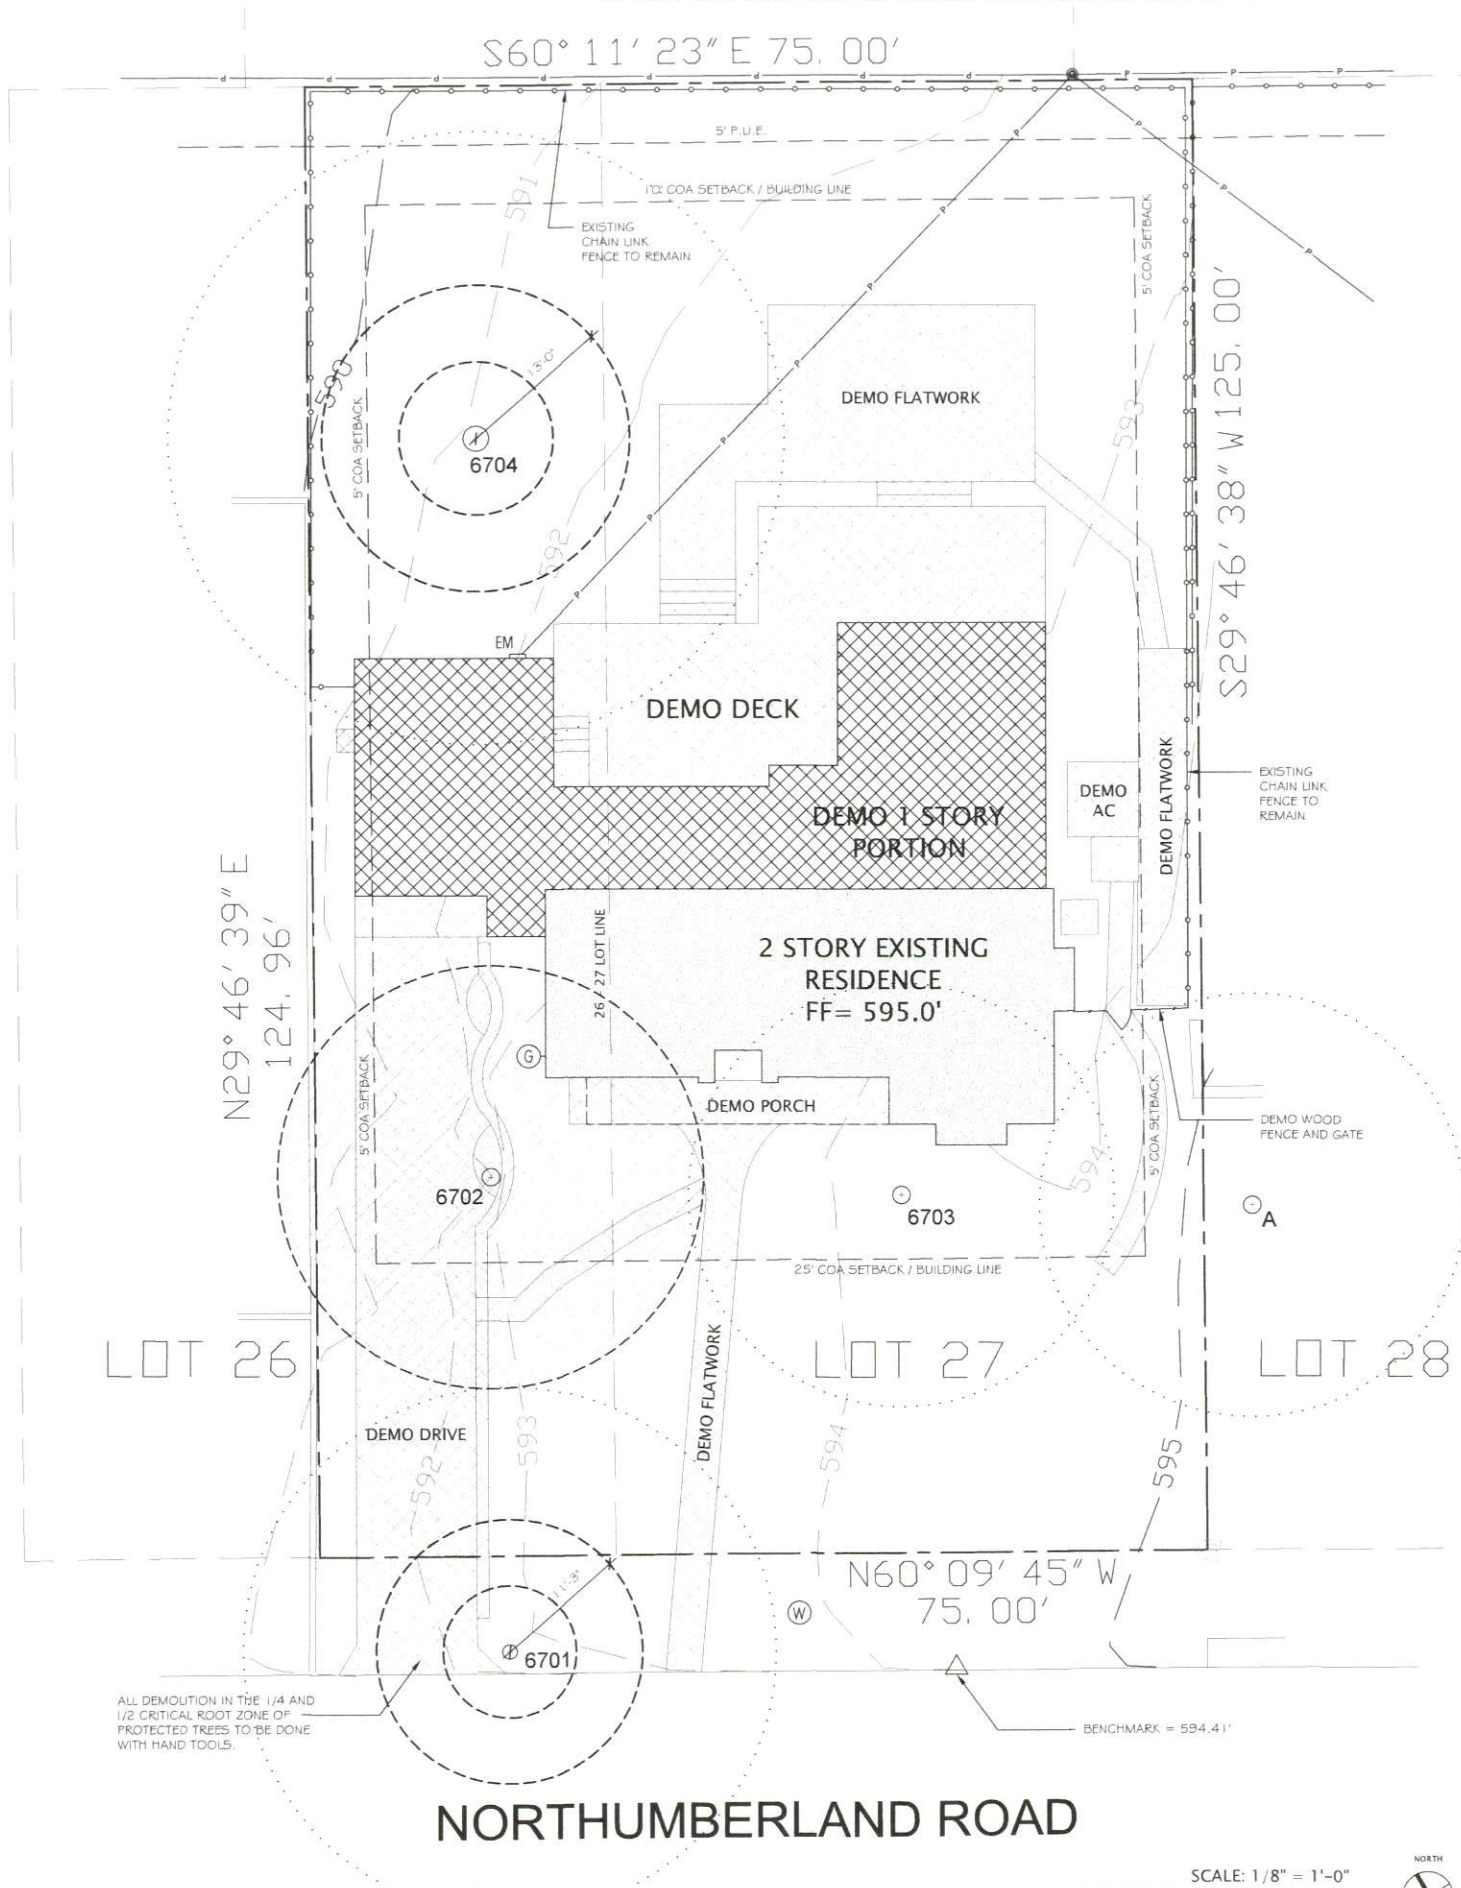 S60° 11' 23" E 75. 00'
5' P.U.E.
10' COA SETBACK / BUILDING LINE
591
EXISTING
CHAIN LINK
FENCE TO REMAIN
5' COA SETBACK
S29° 46' 38" W 125. 00'
590
13'-0"
DEMO FLATWORK
5' COA SETBACK
593
6704
592
EM
DEMO DECK
DEMO FLATWORK
EXISTING
CHAIN LINK
FENCE TO
REMAIN
DEMO
AC
DEMO 1 STORY
PORTION
N29° 46' 39" E
124. 96'
26 / 27 LOT LINE
2 STORY EXISTING
RESIDENCE
FF= 595.0'
G
5' COA SETBACK
DEMO PORCH
5' COA SETBACK
DEMO WOOD
FENCE AND GATE
594
6702
6703
A
25' COA SETBACK / BUILDING LINE
LOT 26
LOT 27
LOT 28
DEMO FLATWORK
DEMO DRIVE
593
592
594
595
N60° 09' 45" W
75. 00'
11'-3"
W
6701
ALL DEMOLITION IN THE 1/4 AND
1/2 CRITICAL ROOT ZONE OF
PROTECTED TREES TO BE DONE
WITH HAND TOOLS.
BENCHMARK = 594.41'
NORTHUMBERLAND ROAD
NORTH
SCALE: 1/8" = 1'-0"